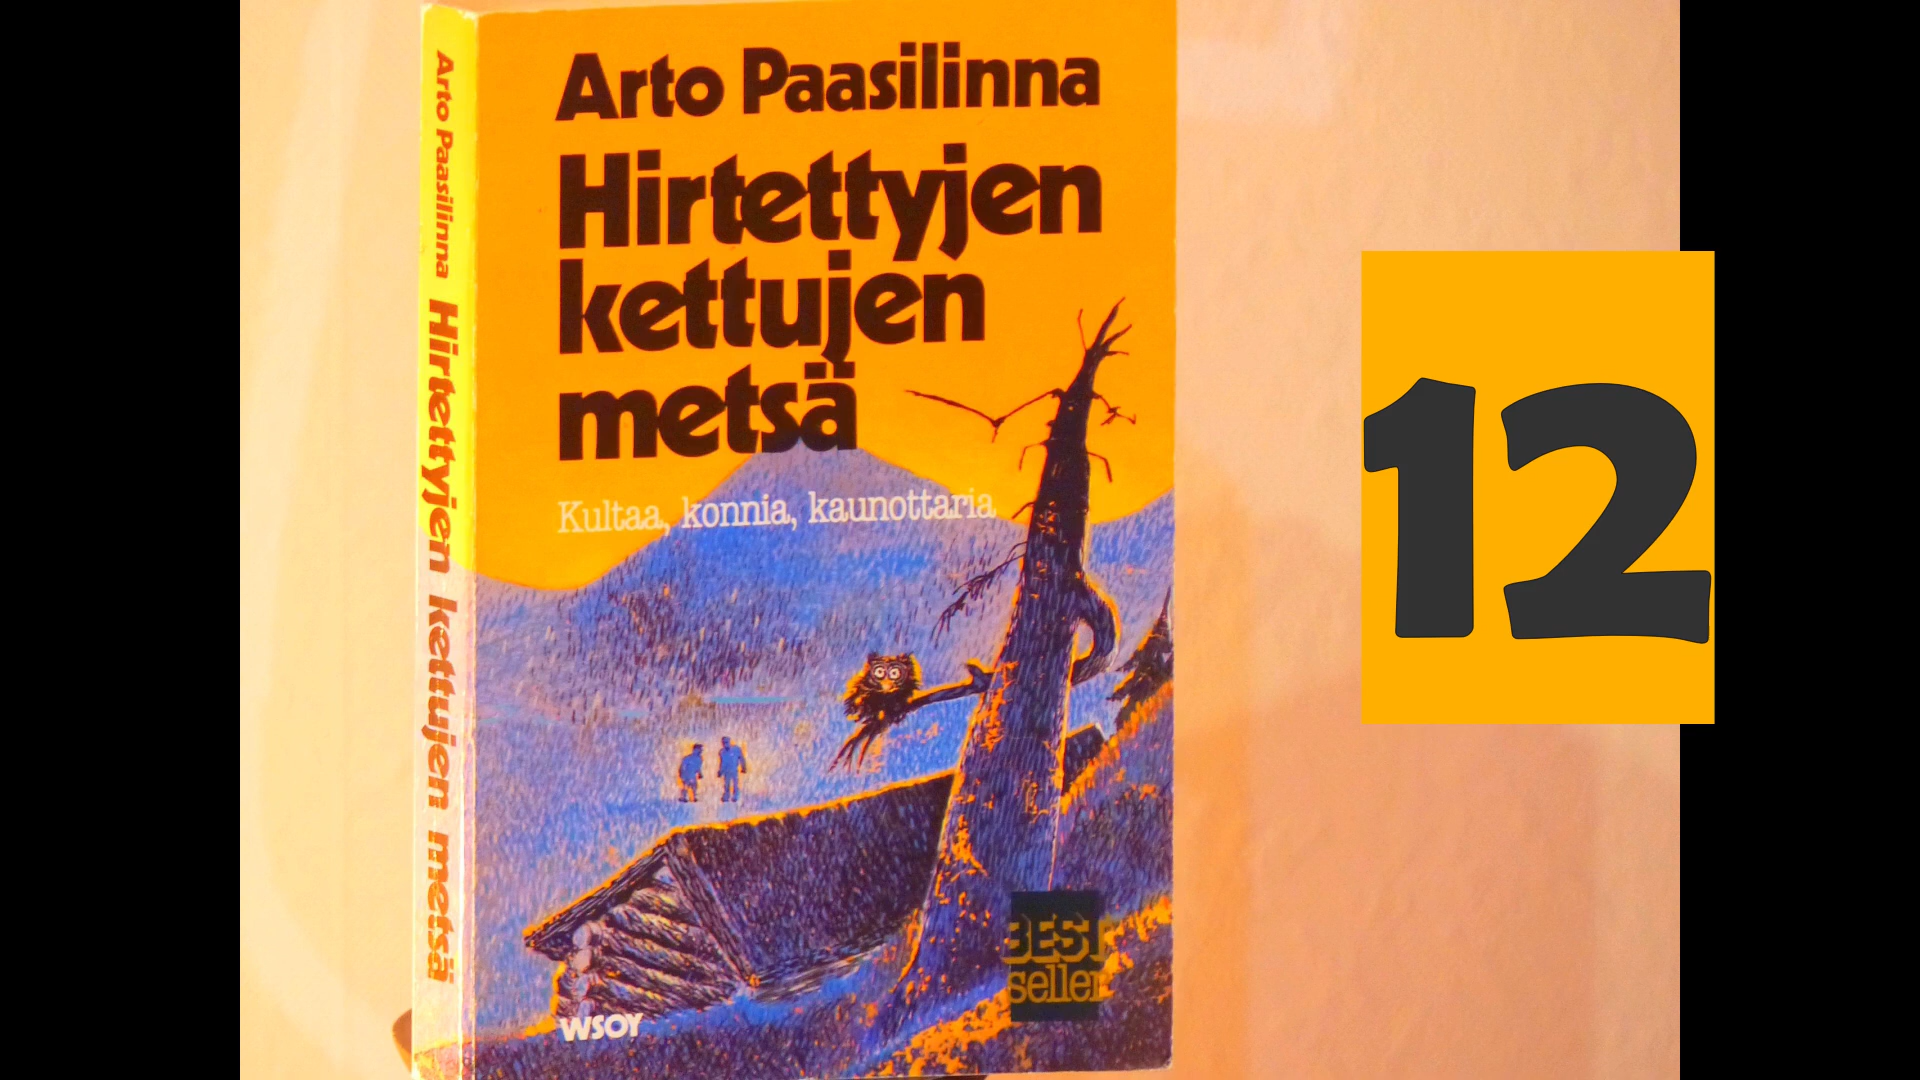 Arto Paasilinna
Hirtettyjen
kettujen
metsä
Kultaa, konnia, kaunottaria
BEST
seller
WSOY
Arto Paasilinna Hirtettyjen kettujen metsä
12